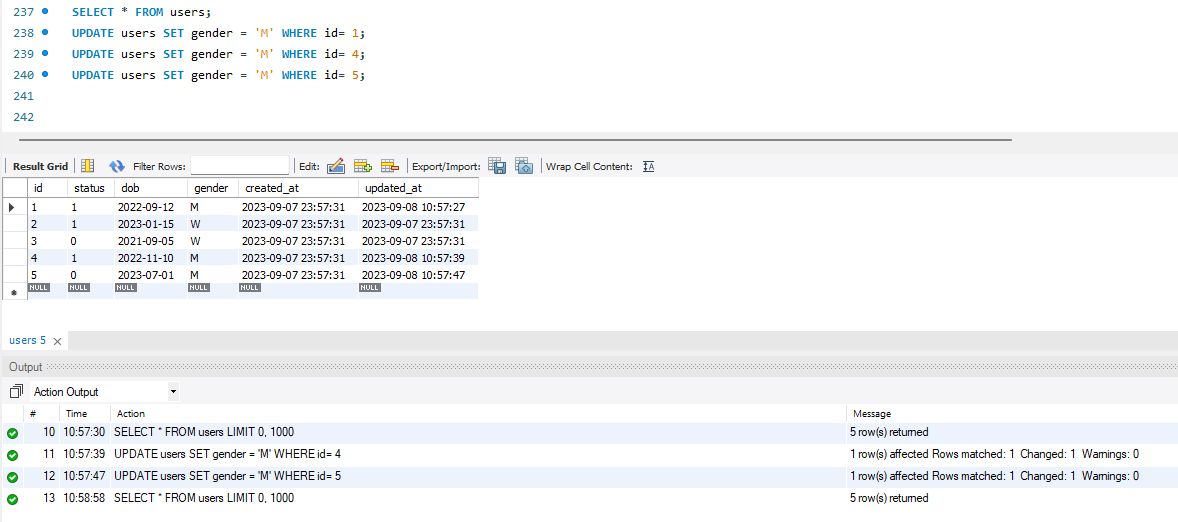 237 SELECT * FROM users;
238 UPDATE users SET gender = 'M' WHERE id= 1;
239 UPDATE users SET gender = 'M' WHERE id= 4;
240 UPDATE users SET gender = 'M' WHERE id= 5;
241
242
Result Grid Filter Rows: Edit: Export/Import: Wrap Cell Content: IA
id status dob gender created_at updated_at
1 1 2022-09-12 M 2023-09-07 23:57:31 2023-09-08 10:57:27
2 1 2023-01-15 W 2023-09-07 23:57:31 2023-09-07 23:57:31
3 0 2021-09-05 W 2023-09-07 23:57:31 2023-09-07 23:57:31
4 1 2022-11-10 M 2023-09-07 23:57:31 2023-09-08 10:57:39
5 0 2023-07-01 M 2023-09-07 23:57:31 2023-09-08 10:57:47
NULL NULL NULL NULL NULL NULL
users 5
Output
Action Output
# Time Action Message
10 10:57:30 SELECT * FROM users LIMIT 0, 1000 5 row(s) returned
11 10:57:39 UPDATE users SET gender = 'M' WHERE id= 4 1 row(s) affected Rows matched: 1 Changed: 1 Warnings: 0
12 10:57:47 UPDATE users SET gender = 'M' WHERE id= 5 1 row(s) affected Rows matched: 1 Changed: 1 Warnings: 0
13 10:58:58 SELECT * FROM users LIMIT 0, 1000 5 row(s) returned